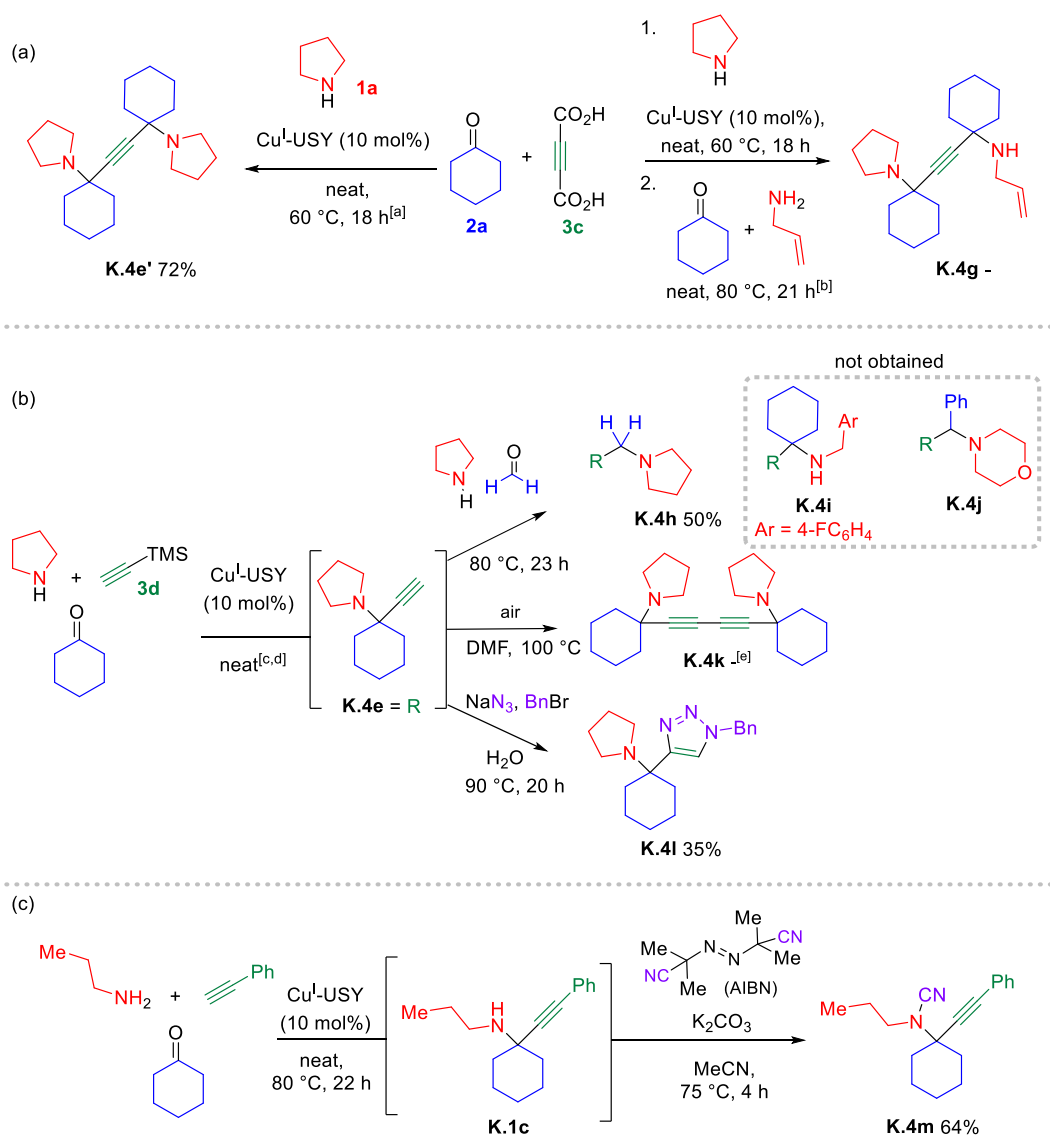 (a)
N
N
K.4e' 72%
N
H
1a
Cu^I-USY (10 mol%)
neat,
60 °C, 18 h[a]
O
2a
+
CO2H
CO2H
3c
1.
N
H
Cu^I-USY (10 mol%),
neat, 60 °C, 18 h
2.
O
+
NH2
neat, 80 °C, 21 h[b]
N
NH
K.4g -
(b)
N
H
+
TMS
3d
O
Cu^I-USY
(10 mol%)
neat[c,d]
N
K.4e = R
N
H
O
H
H
80 °C, 23 h
H
H
R
N
K.4h 50%
not obtained
Ar
R
N
H
K.4i
Ar = 4-FC6H4
Ph
R
N
O
K.4j
air
DMF, 100 °C
N
N
K.4k -[e]
NaN3, BnBr
H2O
90 °C, 20 h
N
N
N
N
Bn
K.4l 35%
(c)
Me
NH2
+
Ph
O
Cu^I-USY
(10 mol%)
neat,
80 °C, 22 h
Me
H
N
Ph
K.1c
Me
Me
CN
N
N
Me
Me
NC
(AIBN)
K2CO3
MeCN,
75 °C, 4 h
Me
N
CN
Ph
K.4m 64%